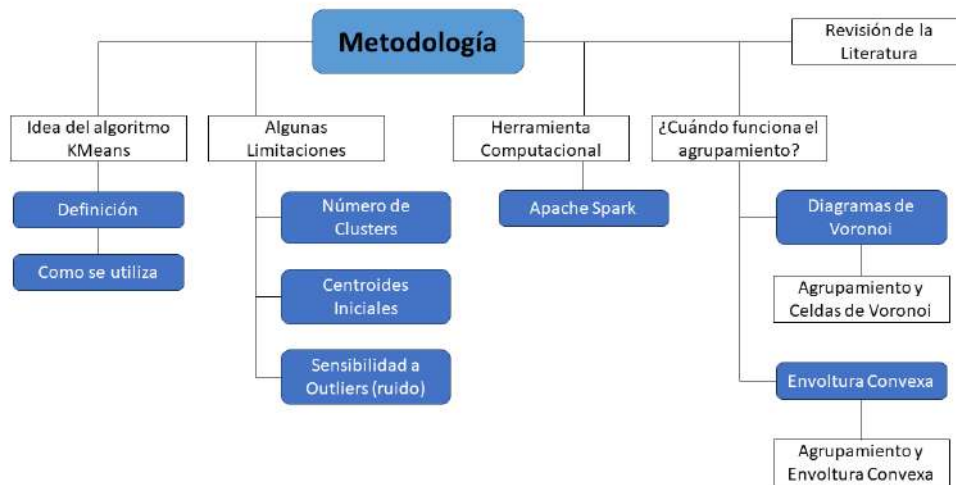 Metodología
Revisión de la
Literatura
Idea del algoritmo
KMeans
Algunas
Limitaciones
Herramienta
Computacional
¿Cuándo funciona el
agrupamiento?
Definición
Como se utiliza
Número de
Clusters
Centroides
Iniciales
Sensibilidad a
Outliers (ruido)
Apache Spark
Diagramas de
Voronoi
Agrupamiento y
Celdas de Voronoi
Envoltura Convexa
Agrupamiento y
Envoltura Convexa